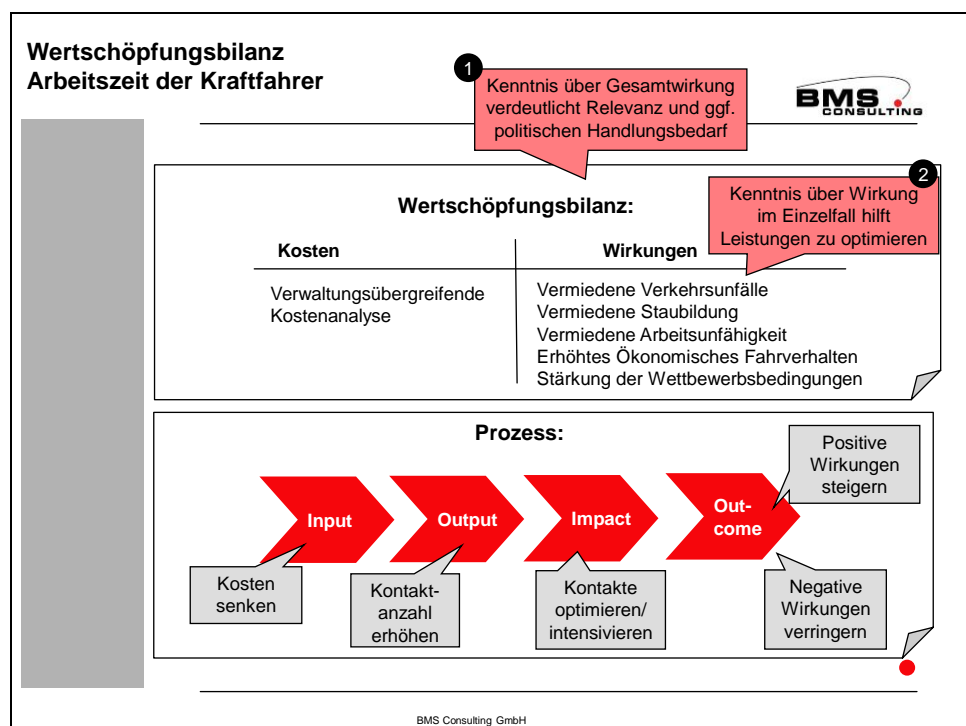 Wertschöpfungsbilanz
Arbeitszeit der Kraftfahrer
1
Kenntnis über Gesamtwirkung
verdeutlicht Relevanz und ggf.
politischen Handlungsbedarf
BMS
CONSULTING
2
Kenntnis über Wirkung
im Einzelfall hilft
Leistungen zu optimieren
Wertschöpfungsbilanz:
Kosten
Wirkungen
Verwaltungsübergreifende
Kostenanalyse
Vermiedene Verkehrsunfälle
Vermiedene Staubildung
Vermiedene Arbeitsunfähigkeit
Erhöhtes Ökonomisches Fahrverhalten
Stärkung der Wettbewerbsbedingungen
Prozess:
Positive
Wirkungen
steigern
Input
Output
Impact
Out-
come
Kosten
senken
Kontakt-
anzahl
erhöhen
Kontakte
optimieren/
intensivieren
Negative
Wirkungen
verringern
BMS Consulting GmbH